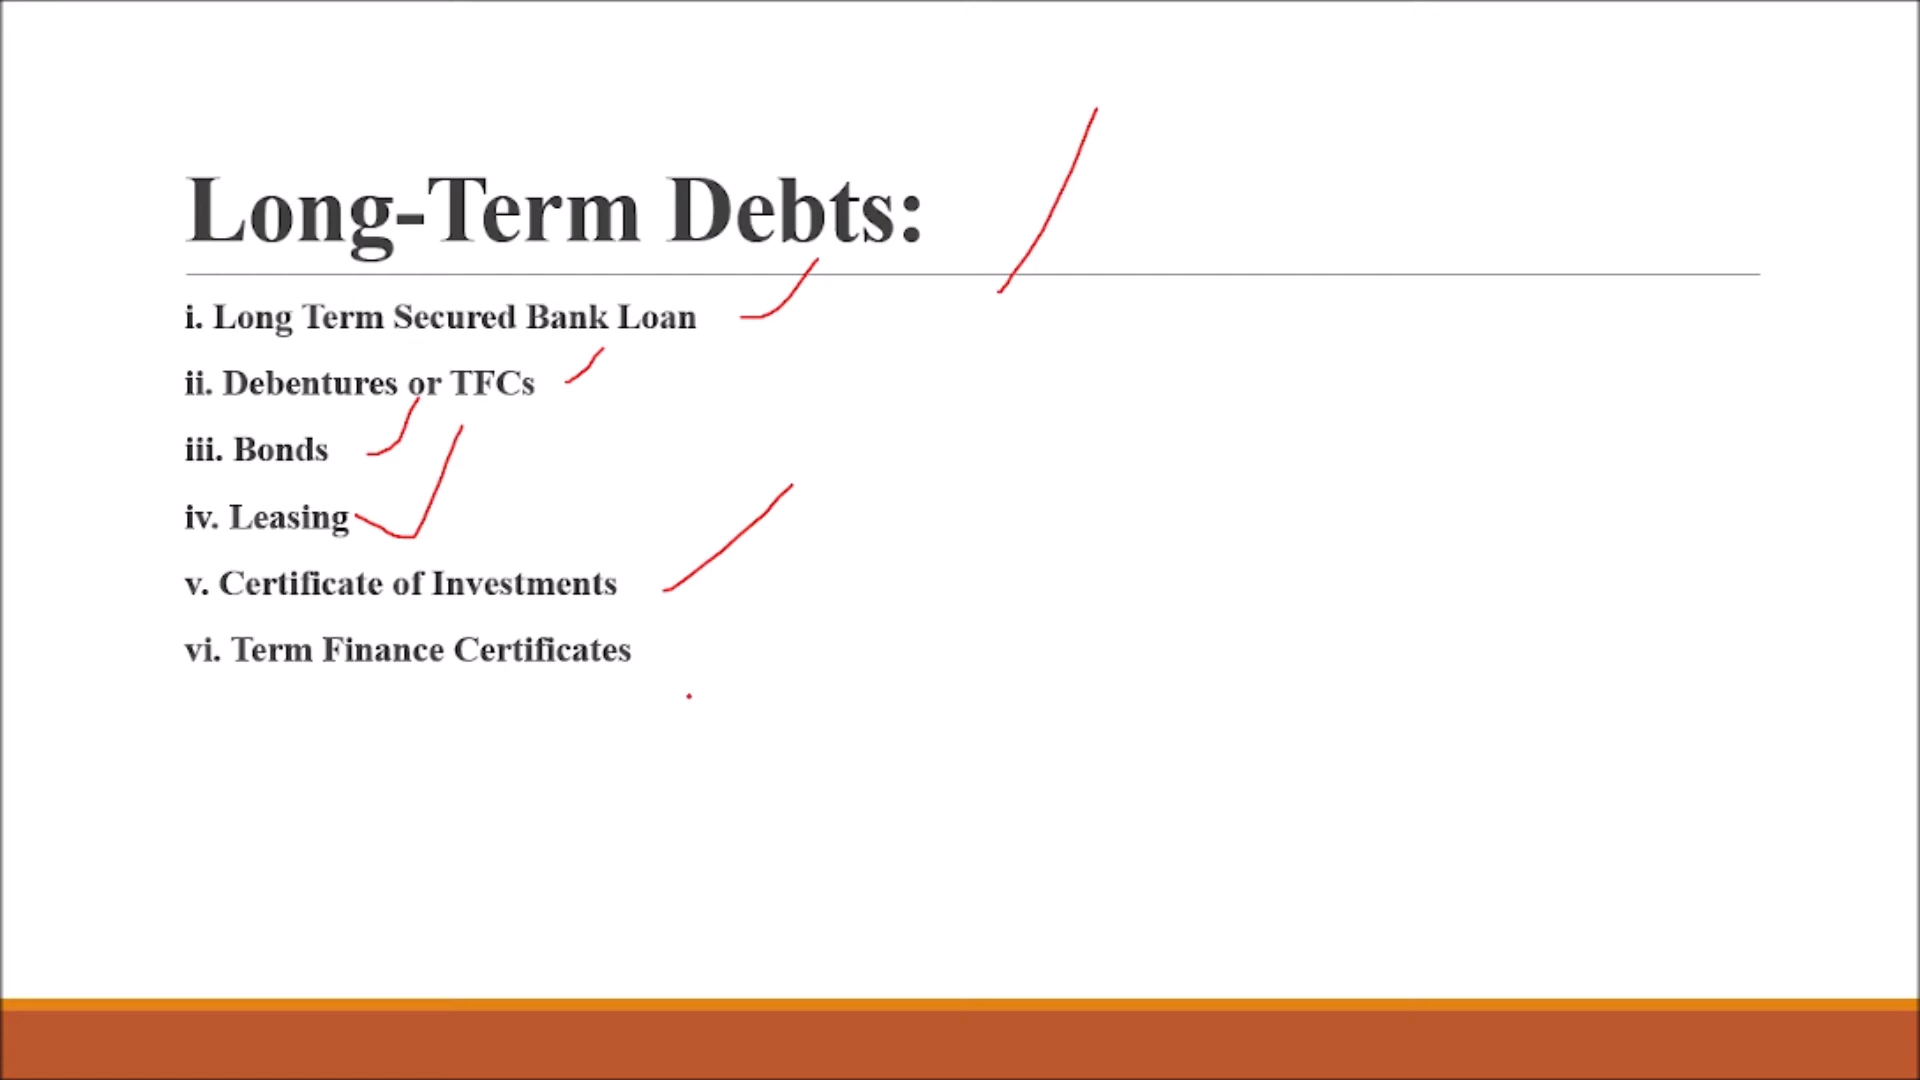 Long-Term Debts:
i. Long Term Secured Bank Loan
ii. Debentures or TFCs
iii. Bonds
iv. Leasing
v. Certificate of Investments
vi. Term Finance Certificates